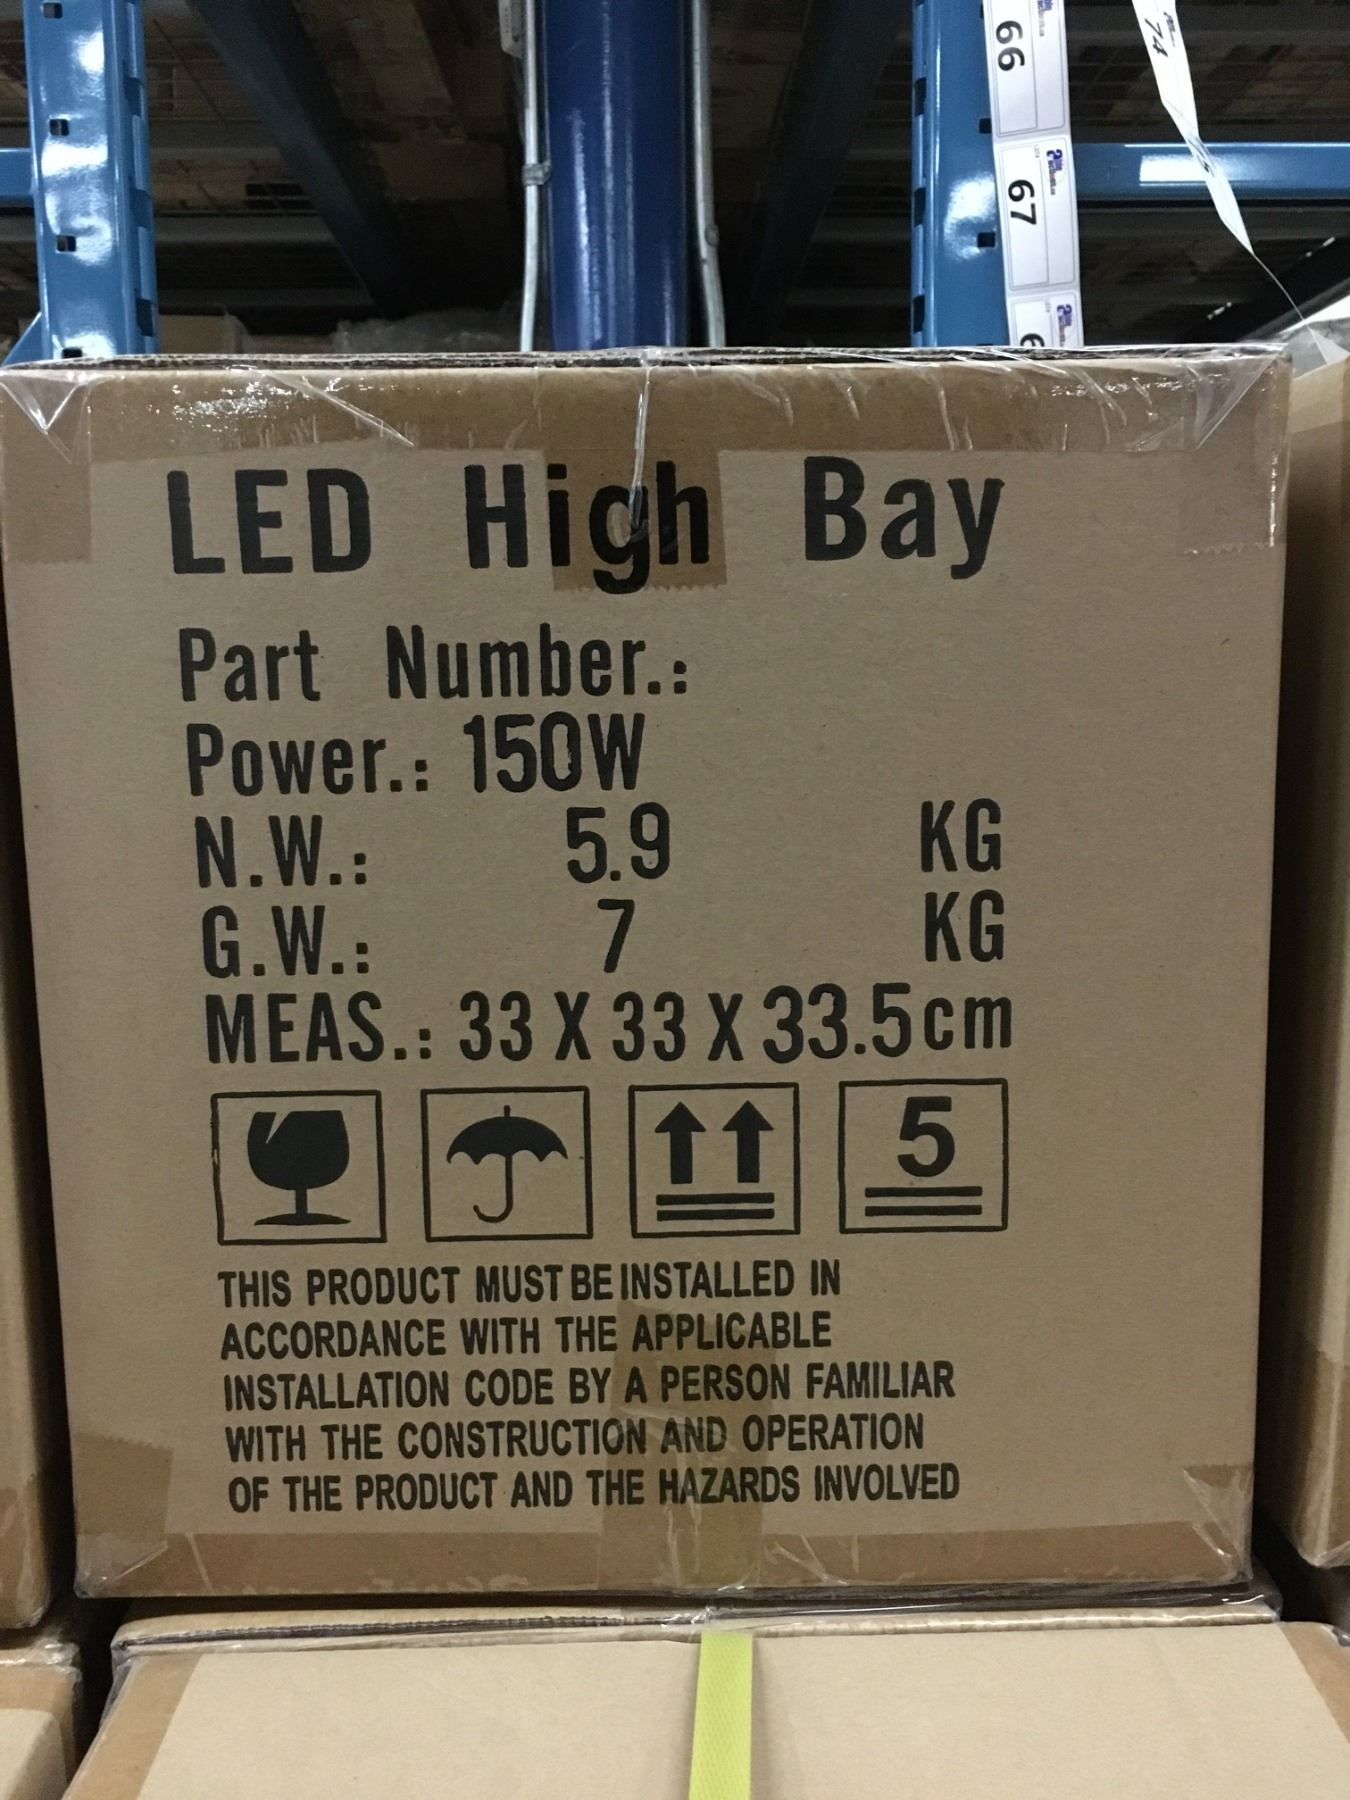 66
74
67
LED High Bay
Part Number.:
Power.: 150W
N.W.: 5.9 KG
G.W.: 7 KG
MEAS.: 33 X 33 X 33.5cm
5
THIS PRODUCT MUST BE INSTALLED IN
ACCORDANCE WITH THE APPLICABLE
INSTALLATION CODE BY A PERSON FAMILIAR
WITH THE CONSTRUCTION AND OPERATION
OF THE PRODUCT AND THE HAZARDS INVOLVED